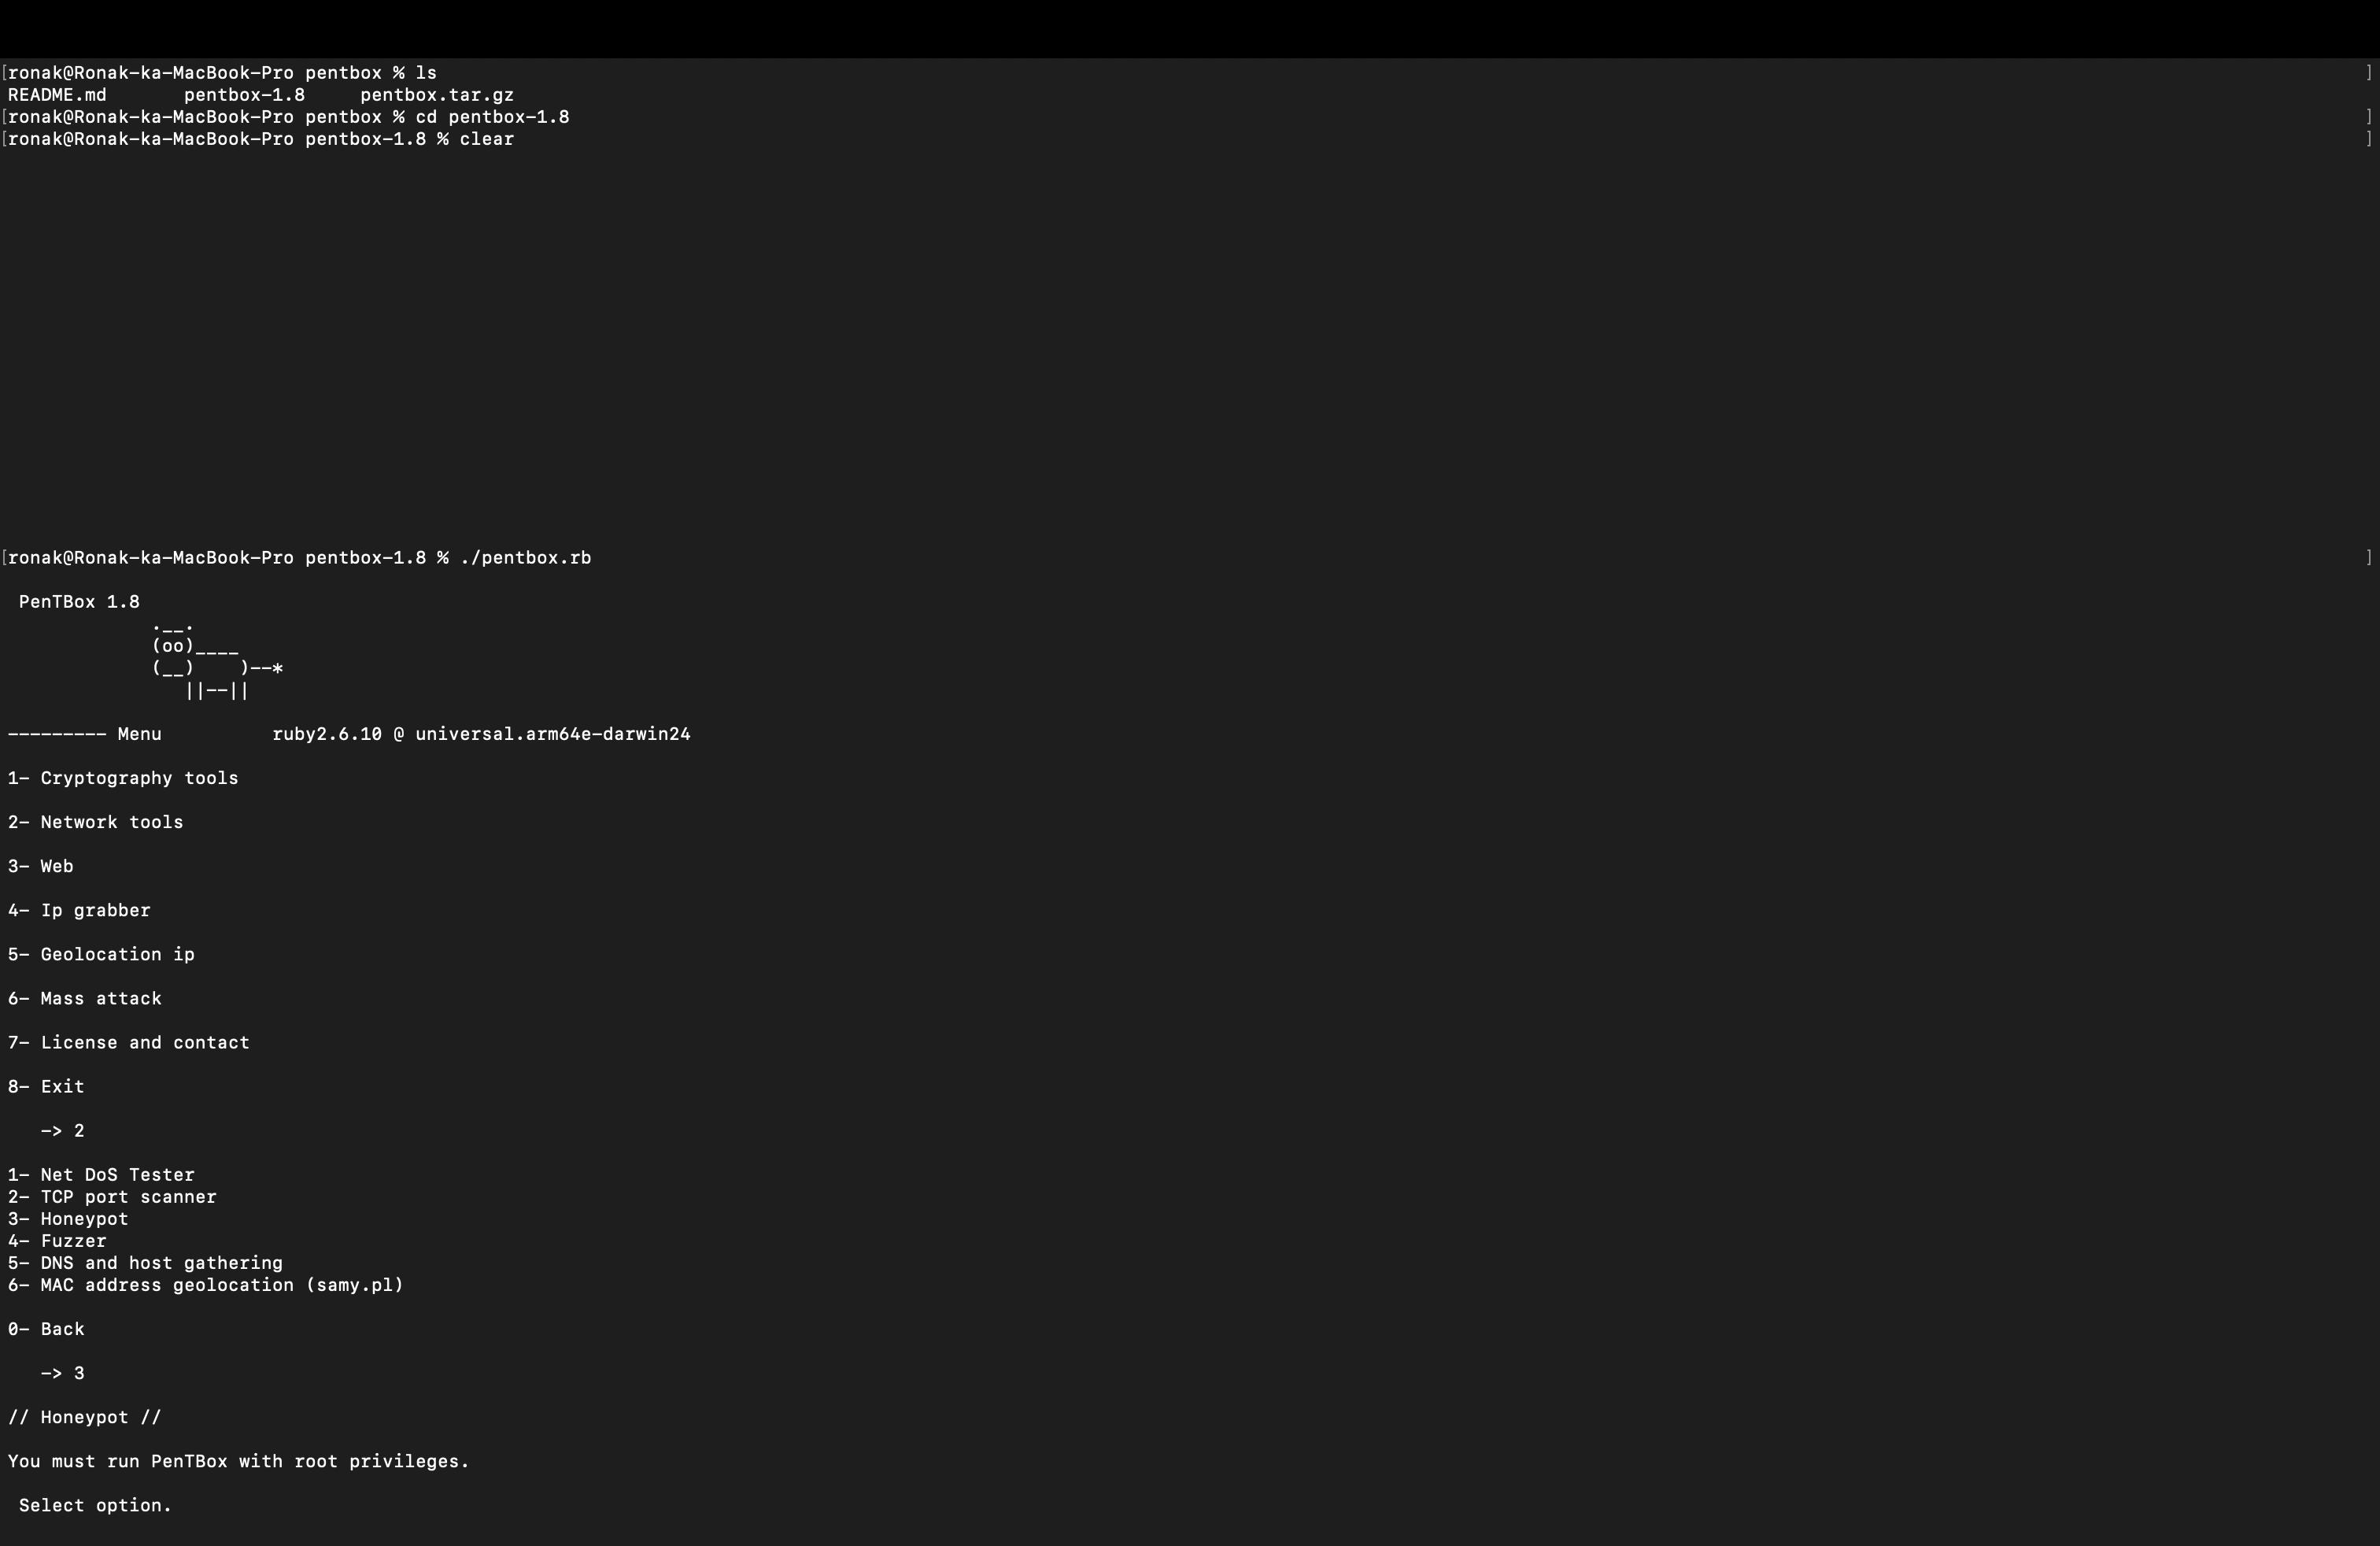 [ronak@Ronak-ka-MacBook-Pro pentbox % ls ]
README.md       pentbox-1.8     pentbox.tar.gz
[ronak@Ronak-ka-MacBook-Pro pentbox % cd pentbox-1.8 ]
[ronak@Ronak-ka-MacBook-Pro pentbox-1.8 % clear ]
[ronak@Ronak-ka-MacBook-Pro pentbox-1.8 % ./pentbox.rb ]
 PenTBox 1.8
             .__.
             (oo)____
             (__)    )--*
                ||--||
--------- Menu          ruby2.6.10 @ universal.arm64e-darwin24
1- Cryptography tools
2- Network tools
3- Web
4- Ip grabber
5- Geolocation ip
6- Mass attack
7- License and contact
8- Exit
   -> 2
1- Net DoS Tester
2- TCP port scanner
3- Honeypot
4- Fuzzer
5- DNS and host gathering
6- MAC address geolocation (samy.pl)
0- Back
   -> 3
// Honeypot //
You must run PenTBox with root privileges.
 Select option.